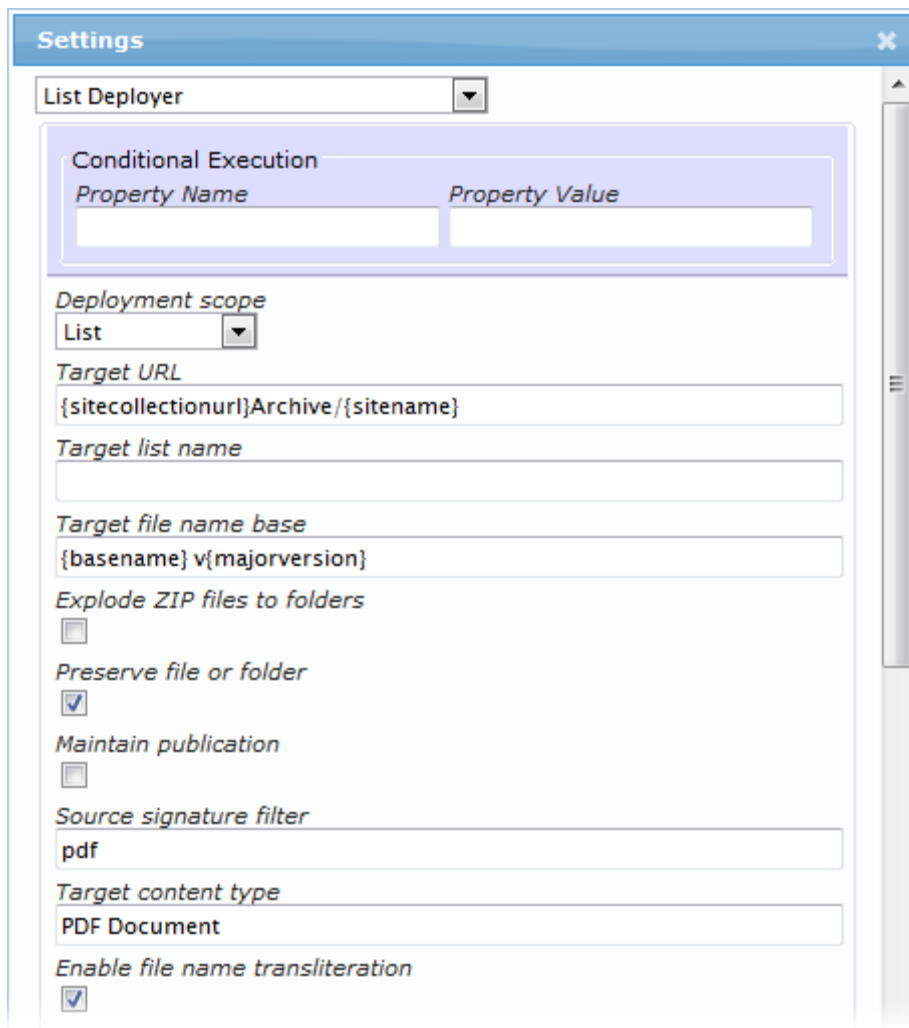 Settings
List Deployer
Conditional Execution
Property Name Property Value
Deployment scope
List
Target URL
{sitecollectionurl}Archive/{sitename}
Target list name
Target file name base
{basename} v{majorversion}
Explode ZIP files to folders
Preserve file or folder
Maintain publication
Source signature filter
pdf
Target content type
PDF Document
Enable file name transliteration